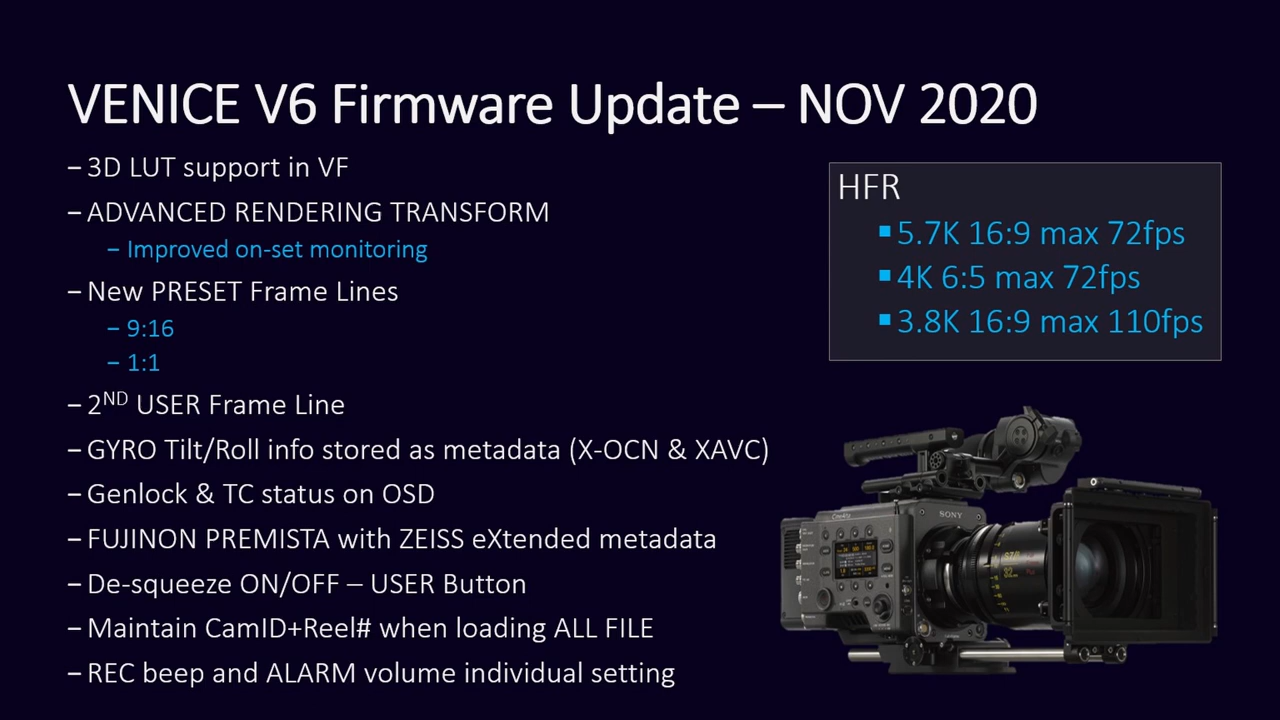 VENICE V6 Firmware Update – NOV 2020
– 3D LUT support in VF
– ADVANCED RENDERING TRANSFORM
– Improved on-set monitoring
– New PRESET Frame Lines
– 9:16
– 1:1
– 2ND USER Frame Line
– GYRO Tilt/Roll info stored as metadata (X-OCN & XAVC)
– Genlock & TC status on OSD
– FUJINON PREMISTA with ZEISS eXtended metadata
– De-squeeze ON/OFF – USER Button
– Maintain CamID+Reel# when loading ALL FILE
– REC beep and ALARM volume individual setting
HFR
▪ 5.7K 16:9 max 72fps
▪ 4K 6:5 max 72fps
▪ 3.8K 16:9 max 110fps
SONY